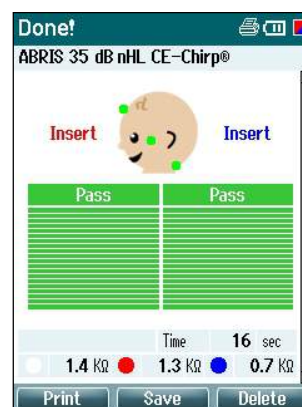 Done!
ABRIS 35 dB nHL CE-Chirp®
Insert Insert
Pass Pass
Time 16 sec
1.4 KΩ 1.3 KΩ 0.7 KΩ
Print Save Delete